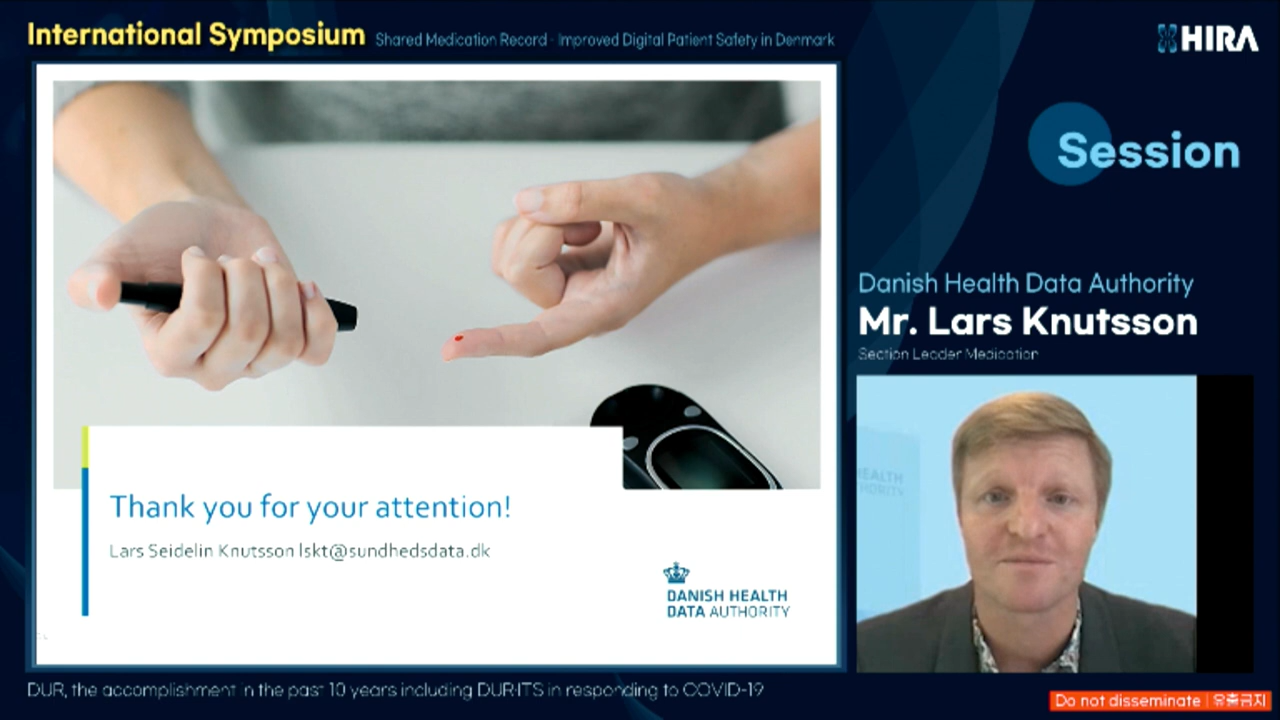 International Symposium Shared Medication Record - Improved Digital Patient Safety in Denmark
HIRA
Session
Danish Health Data Authority
Mr. Lars Knutsson
Section Leader Medication
HEALTH
THORITY
Thank you for your attention!
Lars Seidelin Knutsson lskt@sundhedsdata.dk
DANISH HEALTH
DATA AUTHORITY
DUR, the accomplishment in the past 10 years including DUR·ITS in responding to COVID-19
Do not disseminate | 유출금지